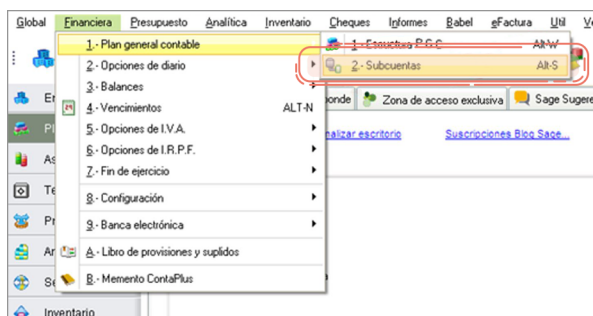 Global Financiera Presupuesto Analítica Inventario Cheques Informes Babel eFactura Util
1.- Plan general contable
1.- Estructura P.G.C. Alt-W
2.- Opciones de diario
2.- Subcuentas Alt-S
3.- Balances
4.- Vencimientos ALT-N
ponde Zona de acceso exclusiva Sage Sugere
5.- Opciones de I.V.A.
nalizar escritorio Suscripciones Blog Sage...
6.- Opciones de I.R.P.F.
7.- Fin de ejercicio
8.- Configuración
9.- Banca electrónica
A.- Libro de provisiones y suplidos
B.- Memento ContaPlus
Inventario